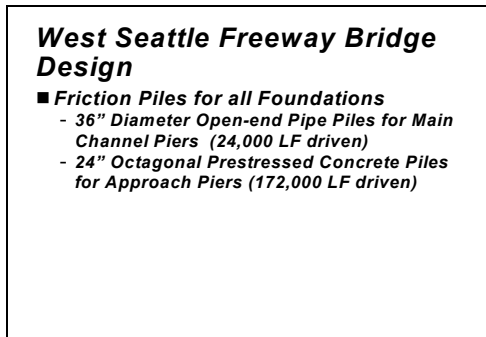 West Seattle Freeway Bridge
Design
■ Friction Piles for all Foundations
- 36” Diameter Open-end Pipe Piles for Main
Channel Piers (24,000 LF driven)
- 24” Octagonal Prestressed Concrete Piles
for Approach Piers (172,000 LF driven)